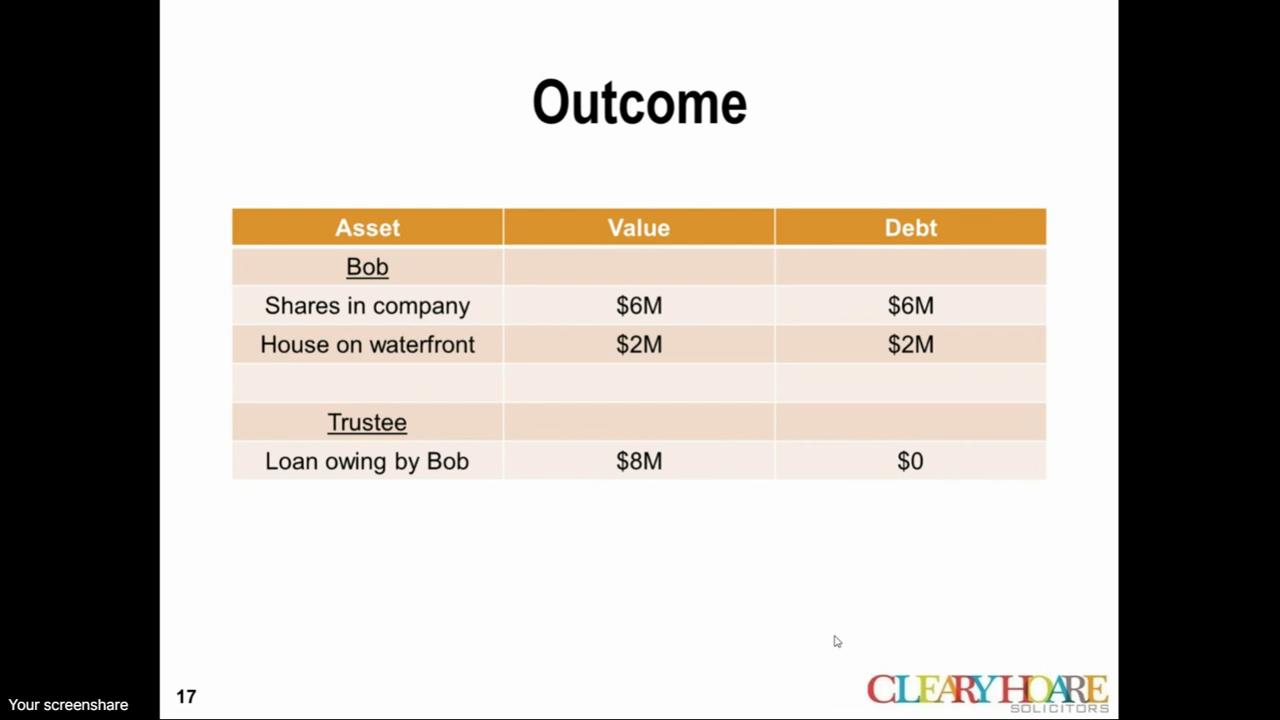 Outcome
Asset Value Debt
Bob
Shares in company $6M $6M
House on waterfront $2M $2M
Trustee
Loan owing by Bob $8M $0
17
CLEARY HOARE
SOLICITORS
Your screenshare